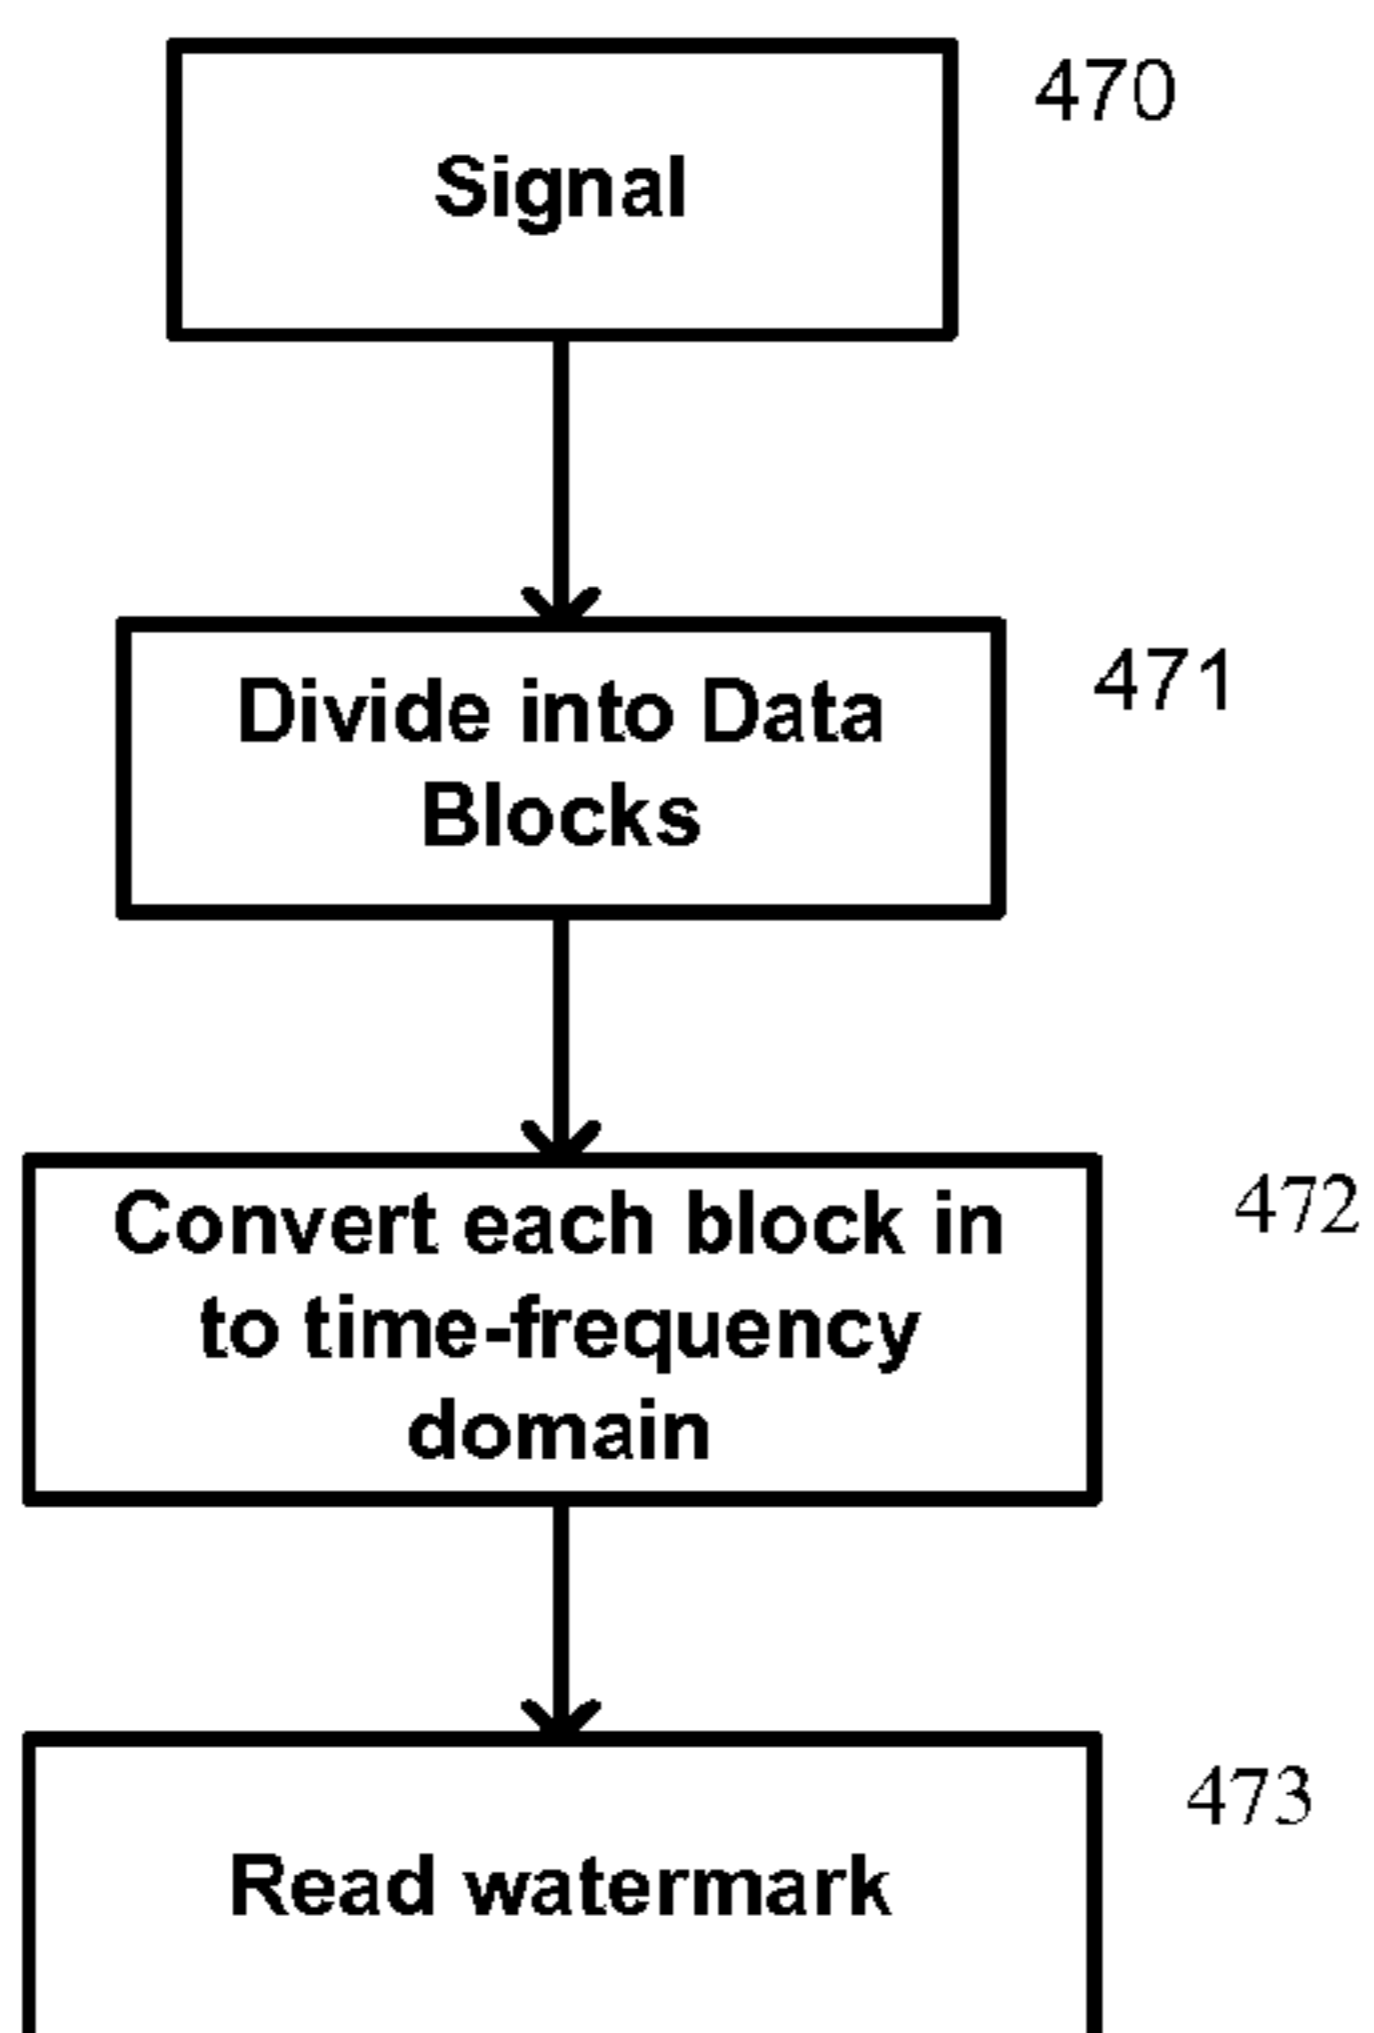 470
Signal
471
Divide into Data
Blocks
472
Convert each block in
to time-frequency
domain
473
Read watermark